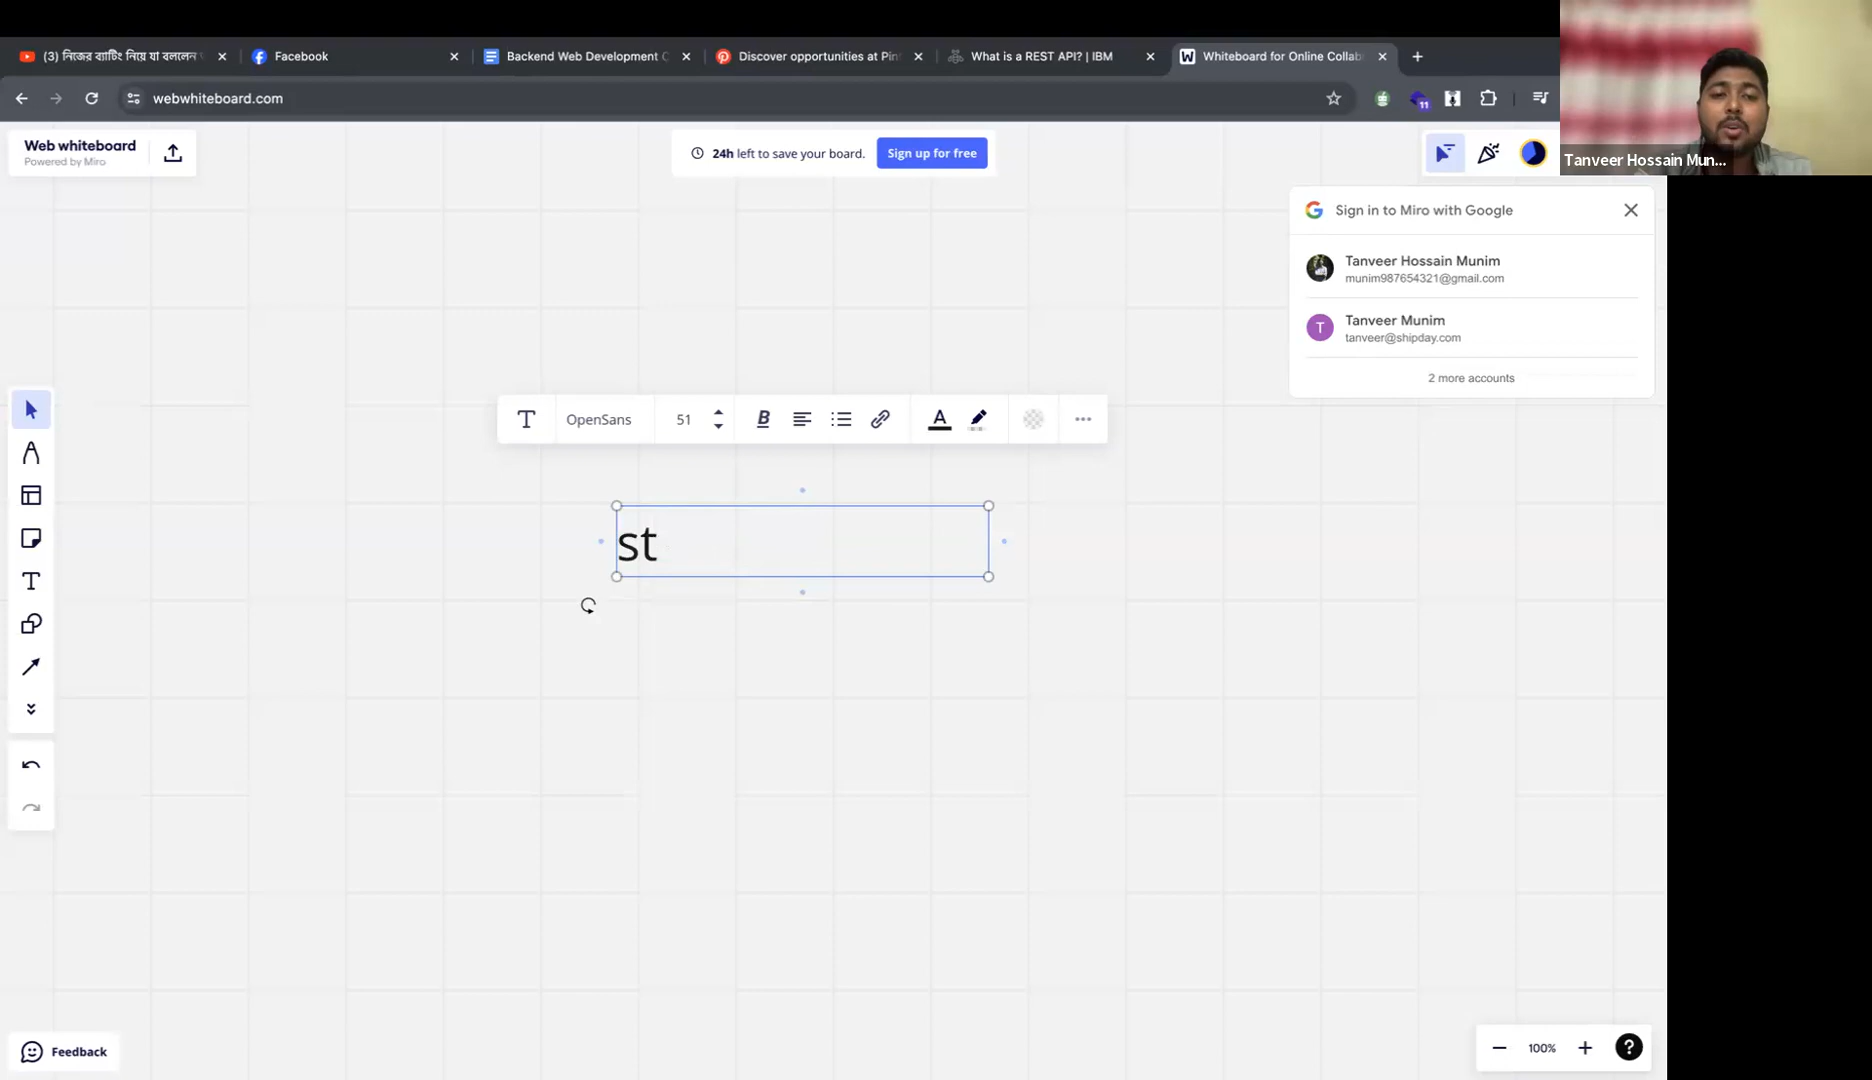 (3) নিজের ব্যাটিং নিয়ে যা বললেন
Facebook
Backend Web Development C
Discover opportunities at Pin
What is a REST API? | IBM
Whiteboard for Online Collab
webwhiteboard.com
11
Tanveer Hossain Mun...
Web whiteboard
Powered by Miro
24h left to save your board.
Sign up for free
Sign in to Miro with Google
Tanveer Hossain Munim
munim987654321@gmail.com
T
Tanveer Munim
tanveer@shipday.com
2 more accounts
OpenSans
51
st
Feedback
100%